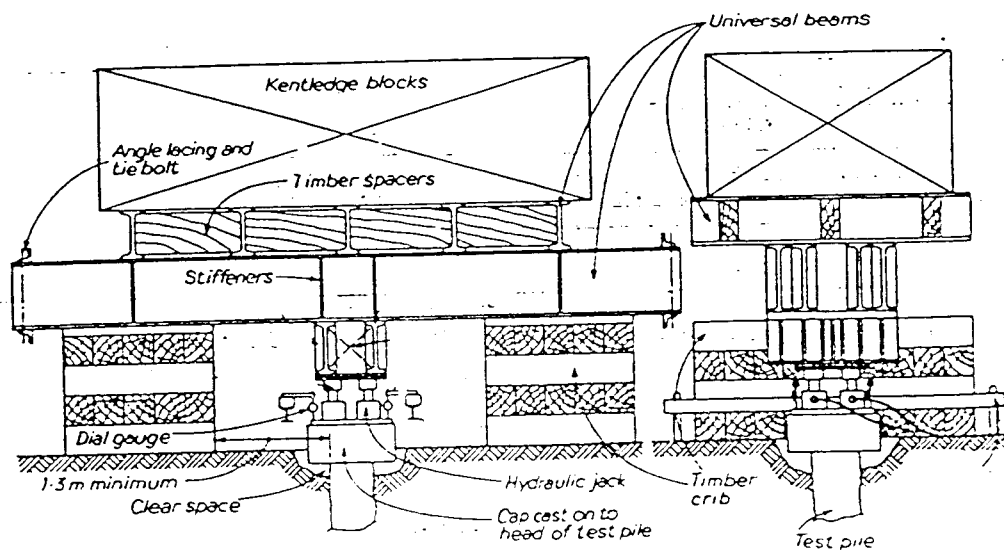 Universal beams
Kentledge blocks
Angle lacing and
tie bolt
Timber spacers
Stiffeners
Dial gauge
1·3 m minimum
Clear space
Hydraulic jack
Cap cast on to
head of test pile
Timber
crib
Test pile